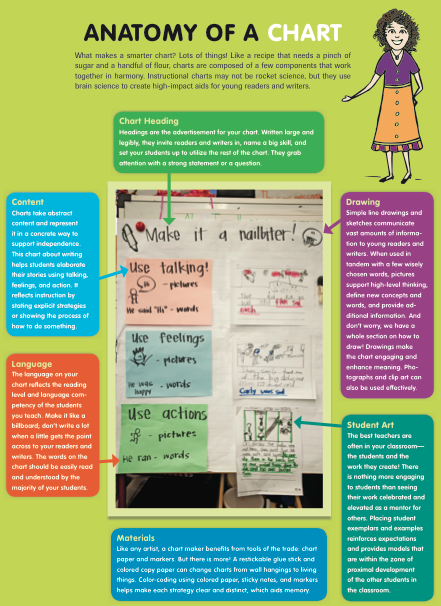 ANATOMY OF A CHART
What makes a smarter chart? Lots of things! Like a recipe that needs a pinch of
sugar and a handful of flour, charts are composed of a few components that work
together in harmony. Instructional charts may not be rocket science, but they use
brain science to create high-impact aids for young readers and writers.
Chart Heading
Headings are the advertisement for your chart. Written large and
legibly, they invite readers and writers in, name a big skill, and
set your students up to utilize the rest of the chart. They grab
attention with a strong statement or a question.
Content
Charts take abstract
content and represent
it in a concrete way to
support independence.
This chart about writing
helps students elaborate
their stories using talking,
feelings, and action. It
reflects instruction by
stating explicit strategies
or showing the process of
how to do something.
Language
The language on your
chart reflects the reading
level and language com-
petency of the students
you teach. Make it like a
billboard; don't write a lot
when a little gets the point
across to your readers and
writers. The words on the
chart should be easily read
and understood by the
majority of your students.
Make it a nailbiter!
Use talking!
"Hi"
- pictures
He said "Hi" - words
Use feelings
- pictures
He was happy - words
Use actions
- pictures
He ran - words
Carly was sad
Drawing
Simple line drawings and
sketches communicate
vast amounts of informa-
tion to young readers and
writers. When used in
tandem with a few wisely
chosen words, pictures
support high-level thinking,
define new concepts and
words, and provide ad-
ditional information. And
don't worry, we have a
whole section on how to
draw! Drawings make
the chart engaging and
enhance meaning. Pho-
tographs and clip art can
also be used effectively.
Student Art
The best teachers are
often in your classroom—
the students and the
work they create! There
is nothing more engaging
to students than seeing
their work celebrated and
elevated as a mentor for
others. Placing student
exemplars and examples
reinforces expectations
and provides models that
are within the zone of
proximal development
of the other students in
the classroom.
Materials
Like any artist, a chart maker benefits from tools of the trade: chart
paper and markers. But there is more! A restickable glue stick and
colored copy paper can change charts from wall hangings to living
things. Color-coding using colored paper, sticky notes, and markers
helps make each strategy clear and distinct, which aids memory.